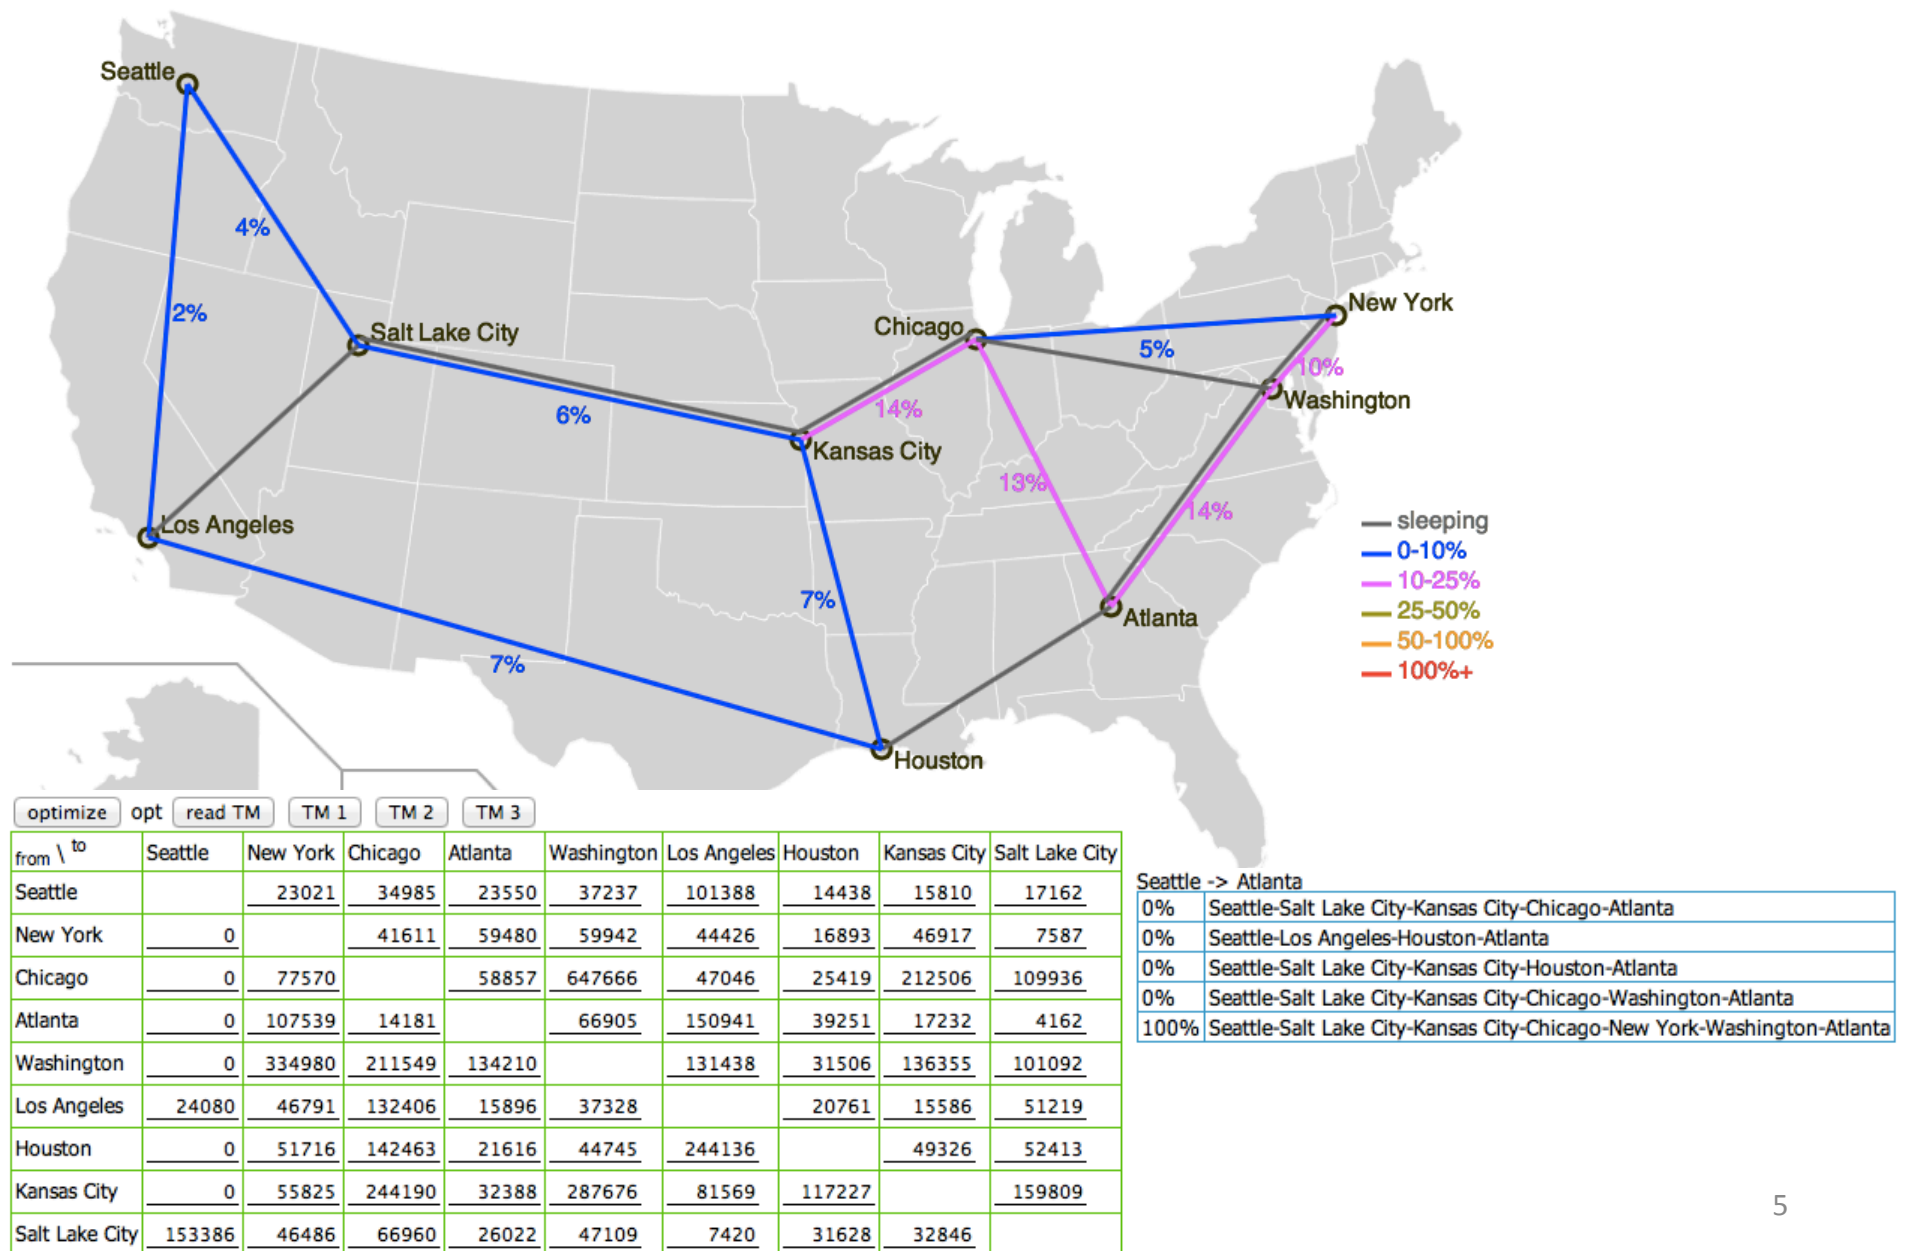 Seattle
4%
2%
Salt Lake City
Chicago
New York
5%
10%
Washington
6%
14%
Kansas City
13%
14%
Los Angeles
7%
Atlanta
7%
Houston
sleeping
0-10%
10-25%
25-50%
50-100%
100%+
optimize opt read TM TM 1 TM 2 TM 3
from \ to Seattle New York Chicago Atlanta Washington Los Angeles Houston Kansas City Salt Lake City
Seattle 23021 34985 23550 37237 101388 14438 15810 17162
New York 0 41611 59480 59942 44426 16893 46917 7587
Chicago 0 77570 58857 647666 47046 25419 212506 109936
Atlanta 0 107539 14181 66905 150941 39251 17232 4162
Washington 0 334980 211549 134210 131438 31506 136355 101092
Los Angeles 24080 46791 132406 15896 37328 20761 15586 51219
Houston 0 51716 142463 21616 44745 244136 49326 52413
Kansas City 0 55825 244190 32388 287676 81569 117227 159809
Salt Lake City 153386 46486 66960 26022 47109 7420 31628 32846
Seattle -> Atlanta
0% Seattle-Salt Lake City-Kansas City-Chicago-Atlanta
0% Seattle-Los Angeles-Houston-Atlanta
0% Seattle-Salt Lake City-Kansas City-Houston-Atlanta
0% Seattle-Salt Lake City-Kansas City-Chicago-Washington-Atlanta
100% Seattle-Salt Lake City-Kansas City-Chicago-New York-Washington-Atlanta
5